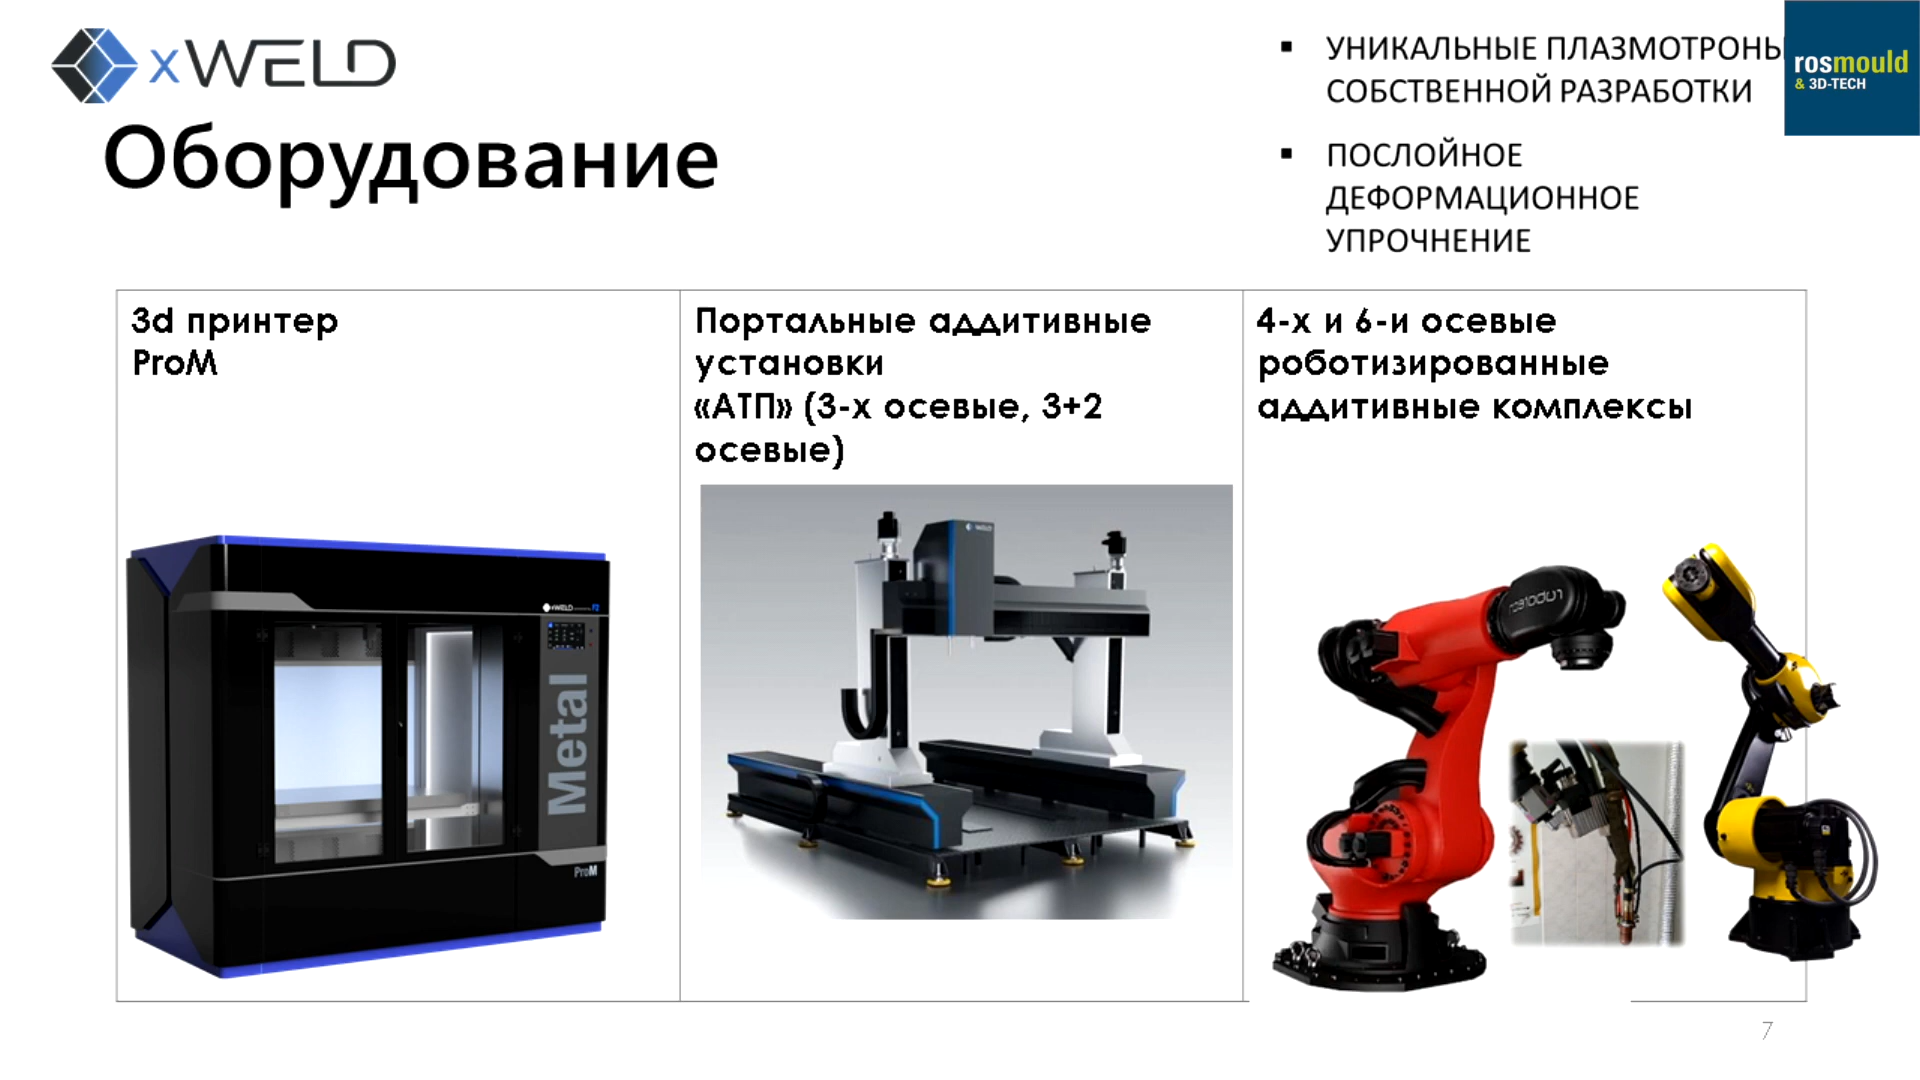 xWELD
▪ УНИКАЛЬНЫЕ ПЛАЗМОТРОНЫ
СОБСТВЕННОЙ РАЗРАБОТКИ
rosmould
& 3D-TECH
Оборудование
▪ ПОСЛОЙНОЕ
ДЕФОРМАЦИОННОЕ
УПРОЧНЕНИЕ
3d принтер
ProM
Портальные аддитивные
установки
«АТП» (3-х осевые, 3+2
осевые)
4-х и 6-и осевые
роботизированные
аддитивные комплексы
xWELD
Metal
ProM
7